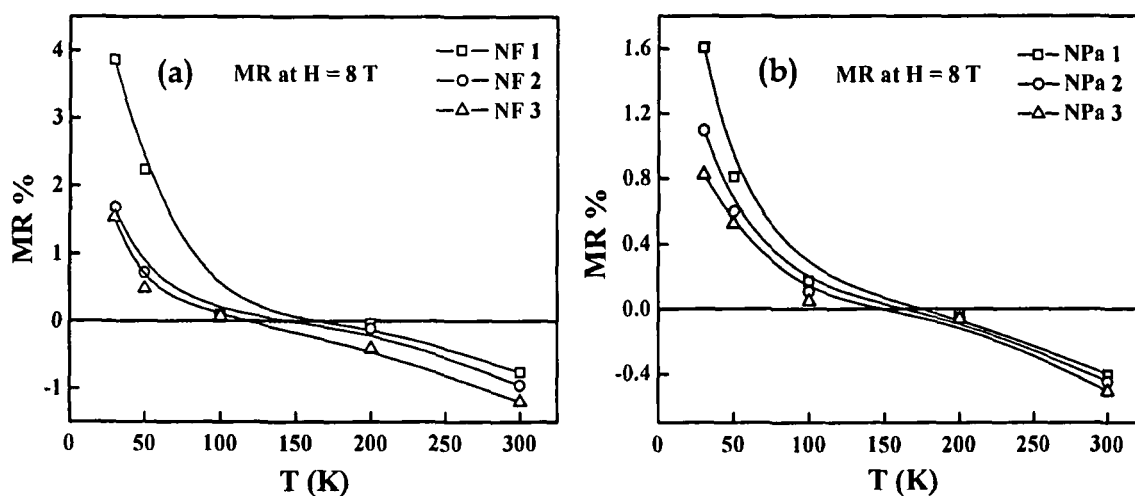 (a)
MR at H = 8 T
NF 1
NF 2
NF 3
MR %
4
3
2
1
0
-1
0
50
100
150
200
250
300
T (K)
(b)
MR at H = 8 T
NPa 1
NPa 2
NPa 3
MR %
1.6
1.2
0.8
0.4
0.0
-0.4
0
50
100
150
200
250
300
T (K)